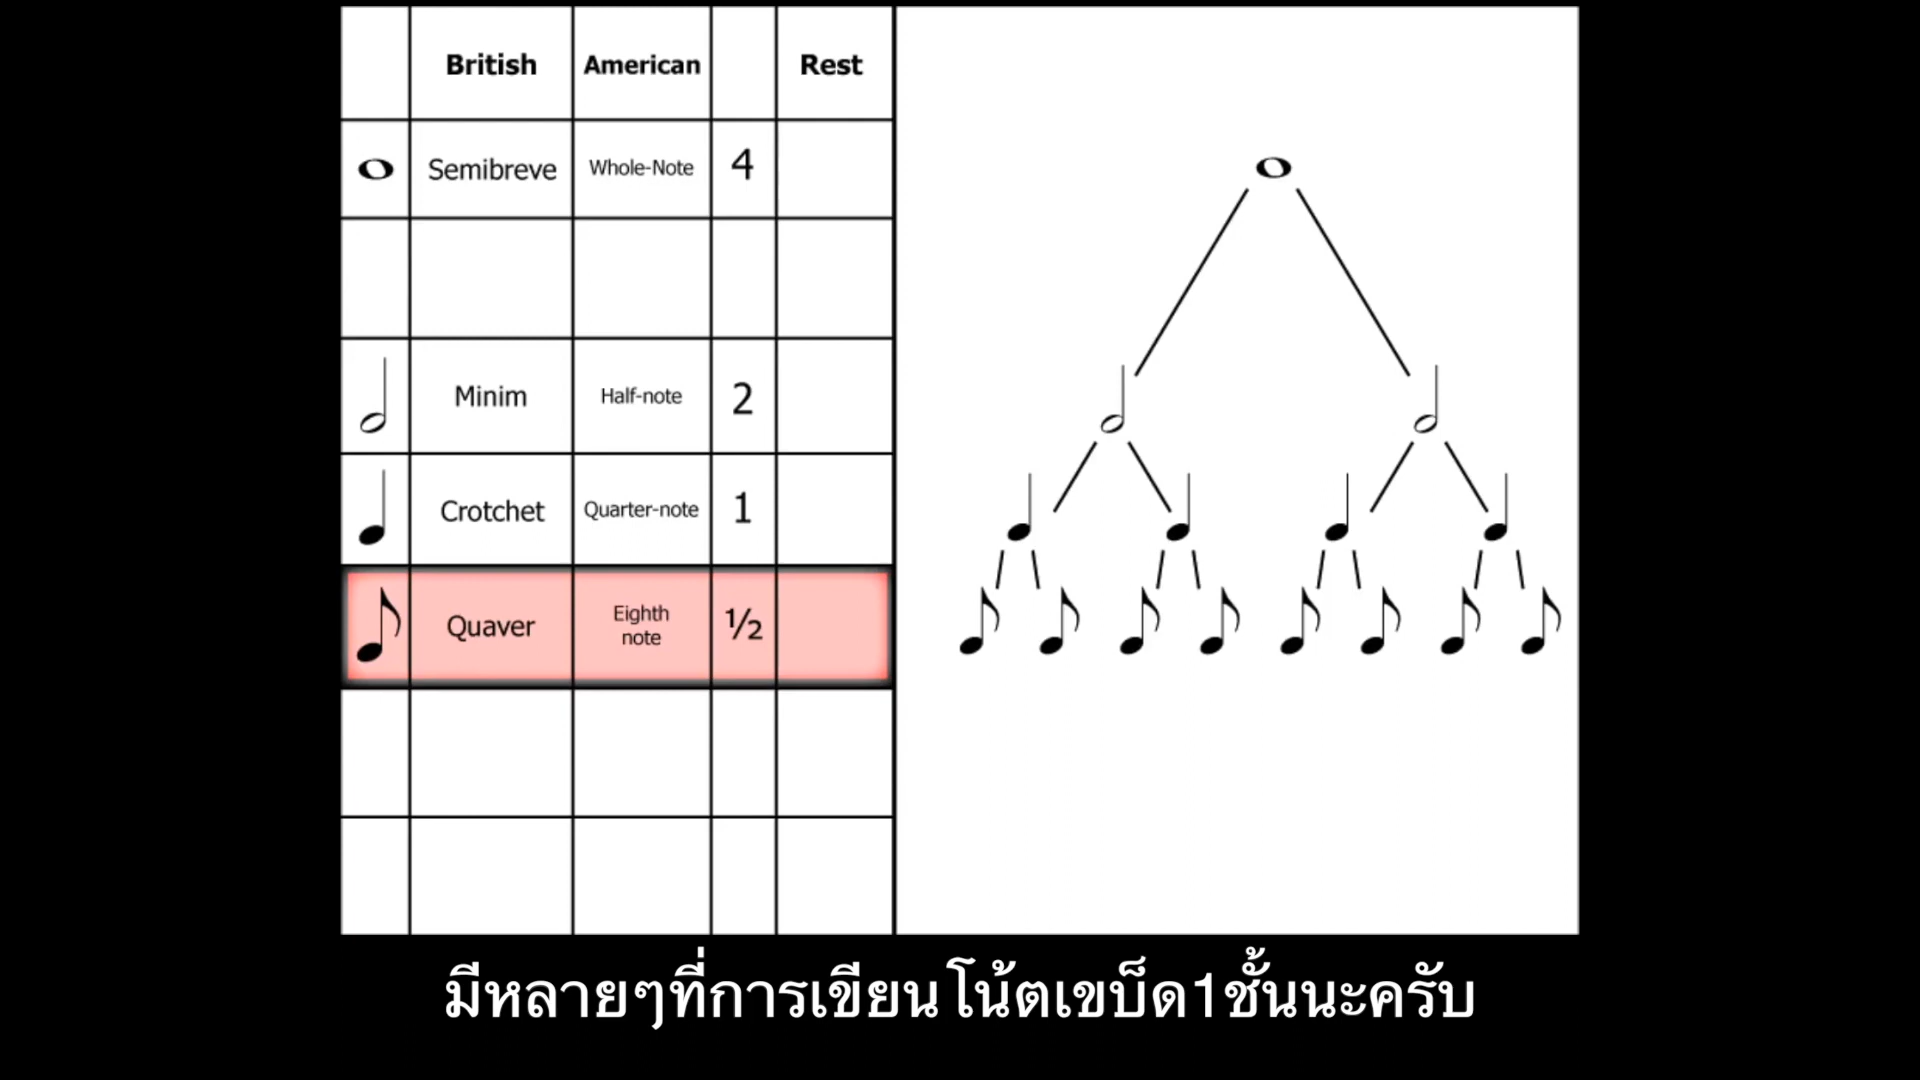 British American Rest
Semibreve Whole-Note 4
Minim Half-note 2
Crotchet Quarter-note 1
Quaver Eighth note ½
มีหลายๆที่การเขียนโน้ตเขบ็ด1ชั้นนะครับ